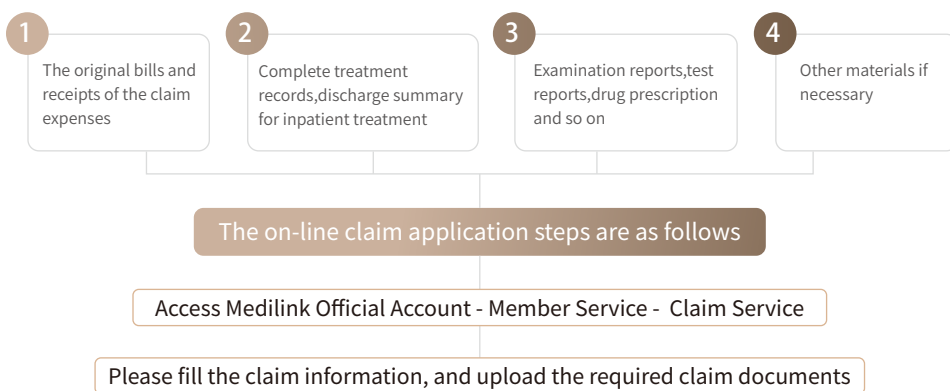 1
The original bills and
receipts of the claim
expenses
2
Complete treatment
records,discharge summary
for inpatient treatment
3
Examination reports,test
reports,drug prescription
and so on
4
Other materials if
necessary
The on-line claim application steps are as follows
Access Medilink Official Account - Member Service - Claim Service
Please fill the claim information, and upload the required claim documents